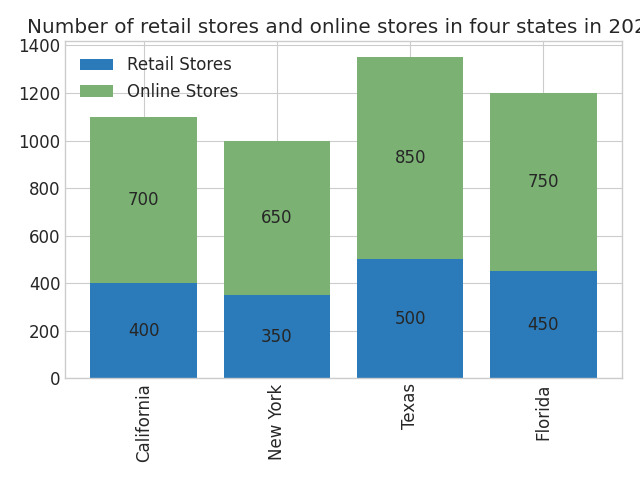 Number of retail stores and online stores in four states in 202
1400
1200
1000
800
600
400
200
0
Retail Stores
Online Stores
700
650
850
750
400
350
500
450
California
New York
Texas
Florida